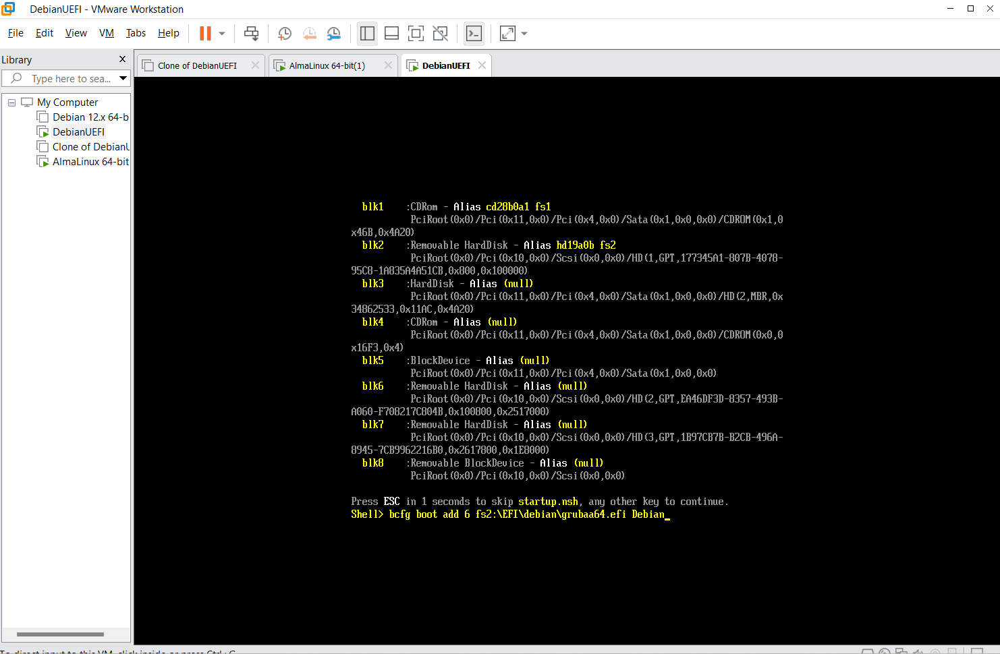 DebianUEFI - VMware Workstation
File Edit View VM Tabs Help
Library
Type here to sea...
My Computer
Debian 12.x 64-b
DebianUEFI
Clone of Debian
AlmaLinux 64-bit
Clone of DebianUEFI
AlmaLinux 64-bit(1)
DebianUEFI
blk1 :CDRom - Alias cd28b0a1 fs1
PciRoot(0x0)/Pci(0x11,0x0)/Pci(0x4,0x0)/Sata(0x1,0x0,0x0)/CDROM(0x1,0
x46B,0x4A20)
blk2 :Removable HardDisk - Alias hd19a0b fs2
PciRoot(0x0)/Pci(0x10,0x0)/Scsi(0x0,0x0)/HD(1,GPT,177345A1-807B-4078-
95C8-1A835A4A51CB,0x800,0x100000)
blk3 :HardDisk - Alias (null)
PciRoot(0x0)/Pci(0x11,0x0)/Pci(0x4,0x0)/Sata(0x1,0x0,0x0)/HD(2,MBR,0x
34862533,0x11AC,0x4A20)
blk4 :CDRom - Alias (null)
PciRoot(0x0)/Pci(0x11,0x0)/Pci(0x4,0x0)/Sata(0x1,0x0,0x0)/CDROM(0x0,0
x16F3,0x4)
blk5 :BlockDevice - Alias (null)
PciRoot(0x0)/Pci(0x11,0x0)/Pci(0x4,0x0)/Sata(0x1,0x0,0x0)
blk6 :Removable HardDisk - Alias (null)
PciRoot(0x0)/Pci(0x10,0x0)/Scsi(0x0,0x0)/HD(2,GPT,EA46DF3D-8357-493B-
A060-F708217C804B,0x100800,0x2517000)
blk7 :Removable HardDisk - Alias (null)
PciRoot(0x0)/Pci(0x10,0x0)/Scsi(0x0,0x0)/HD(3,GPT,1B97CB7B-B2CB-496A-
8945-7CB9962216B0,0x2617800,0x1E8000)
blk8 :Removable BlockDevice - Alias (null)
PciRoot(0x0)/Pci(0x10,0x0)/Scsi(0x0,0x0)
Press ESC in 1 seconds to skip startup.nsh, any other key to continue.
Shell> bcfg boot add 6 fs2:\EFI\debian\grubaa64.efi Debian_